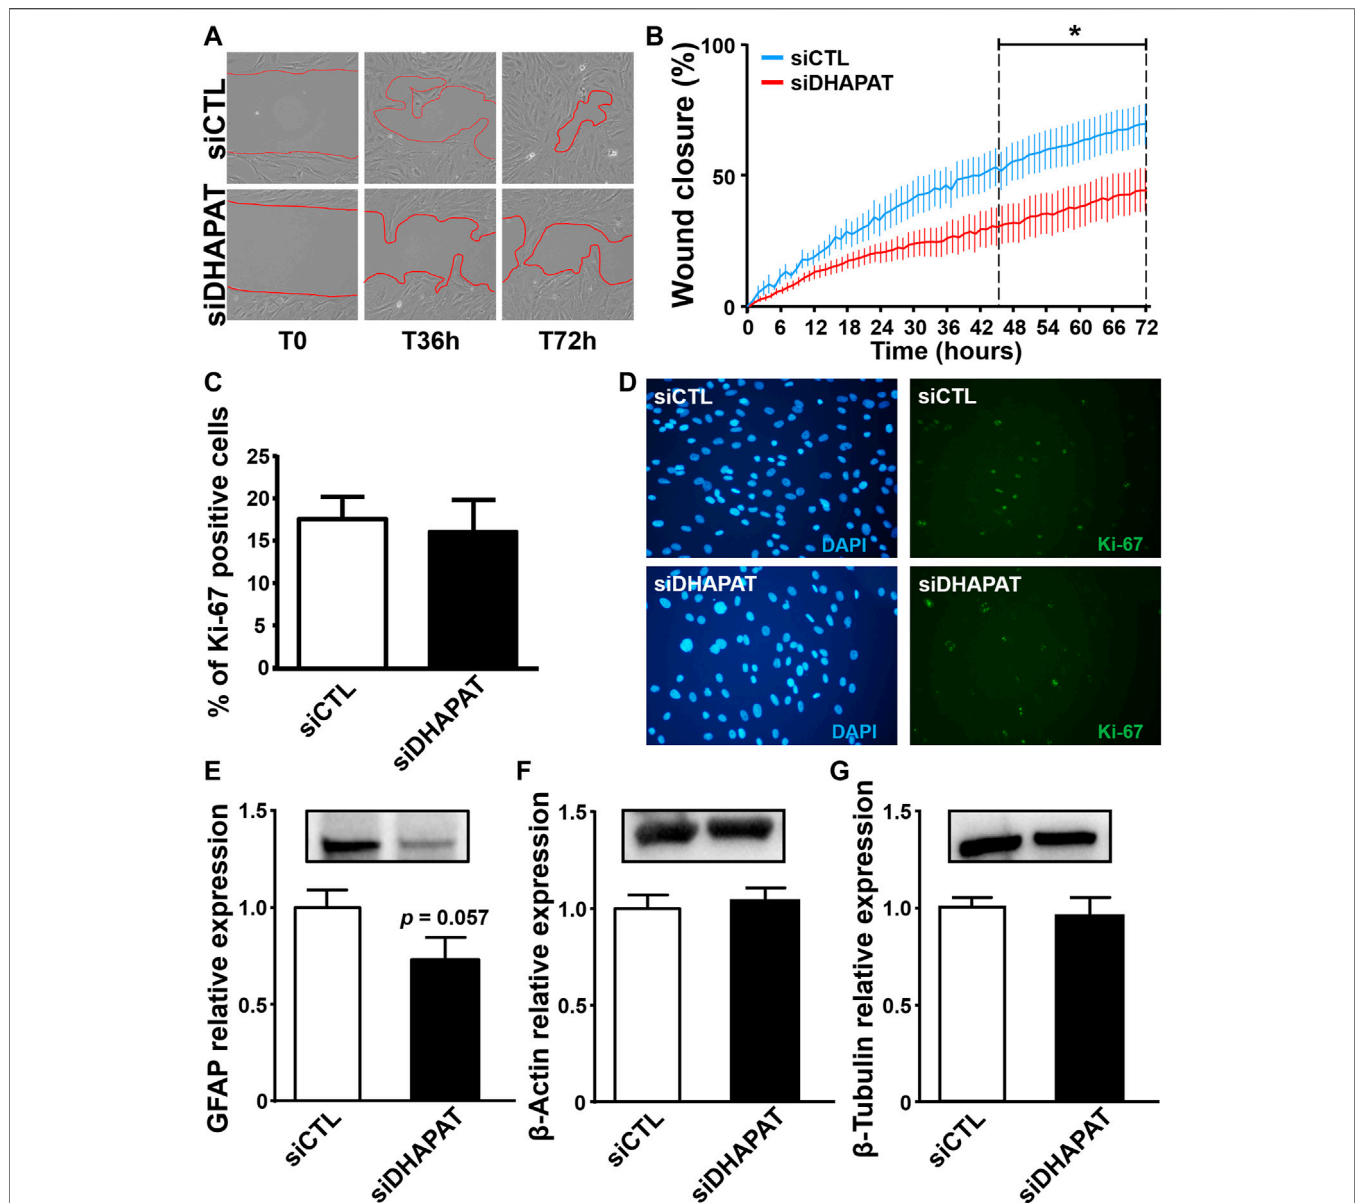 A
siCTL
siDHAPAT
T0
T36h
T72h
B
Wound closure (%)
100
50
0
siCTL
siDHAPAT
*
0 6 12 18 24 30 36 42 48 54 60 66 72
Time (hours)
C
% of Ki-67 positive cells
25
20
15
10
5
0
siCTL
siDHAPAT
D
siCTL
DAPI
siCTL
Ki-67
siDHAPAT
DAPI
siDHAPAT
Ki-67
E
GFAP relative expression
1.5
1.0
0.5
0
p = 0.057
siCTL
siDHAPAT
F
β-Actin relative expression
1.5
1.0
0.5
0
siCTL
siDHAPAT
G
β-Tubulin relative expression
1.5
1.0
0.5
0
siCTL
siDHAPAT